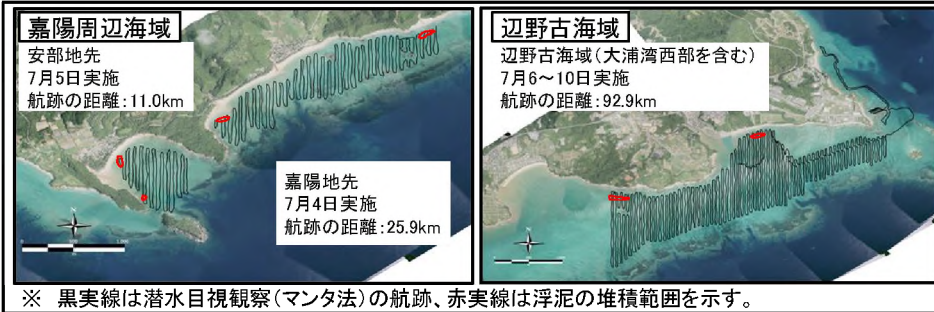 嘉陽周辺海域
安部地先
7月5日実施
航跡の距離:11.0km
嘉陽地先
7月4日実施
航跡の距離:25.9km
辺野古海域
辺野古海域(大浦湾西部を含む)
7月6~10日実施
航跡の距離:92.9km
※ 黒実線は潜水目視観察(マンタ法)の航跡、赤実線は浮泥の堆積範囲を示す。